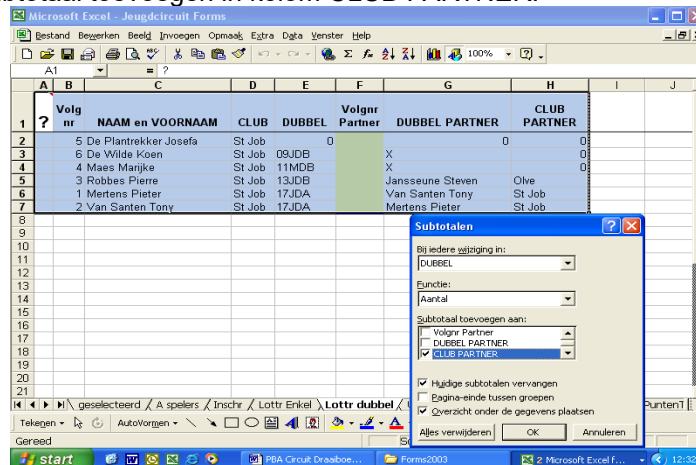 btotaal toevoegen in kolom CLUB PARTNER.
Microsoft Excel - Jeugdcircuit Forms
Bestand Bewerken Beeld Invoegen Opmaak Extra Data Venster Help
100%
A1 = ?
A B C D E F G H I J
1 ? Volg nr NAAM en VOORNAAM CLUB DUBBEL Volgnr Partner DUBBEL PARTNER CLUB PARTNER
2 5 De Plantrekker Josefa St Job 0 0 0
3 6 De Wilde Koen St Job 09JDB X 0
4 4 Maes Marijke St Job 11MDB X 0
5 3 Robbes Pierre St Job 13JDB Jansseune Steven Olve
6 1 Mertens Pieter St Job 17JDA Van Santen Tony St Job
7 2 Van Santen Tony St Job 17JDA Mertens Pieter St Job
8
9
10
11
12
13
14
15
16
17
18
19
20
21
Subtotalen
Bij iedere wijziging in:
DUBBEL
Functie:
Aantal
Subtotaal toevoegen aan:
Volgnr Partner
DUBBEL PARTNER
CLUB PARTNER
Huidige subtotalen vervangen
Pagina-einde tussen groepen
Overzicht onder de gegevens plaatsen
Alles verwijderen OK Annuleren
geselecteerd / A spelers / Inschr / Lottr Enkel \ Lottr dubbel / PuntenT
Tekenen AutoVormen
Gereed
start PBA Circuit Draaiboe... Forms2003 2 Microsoft Excel f... 12:32